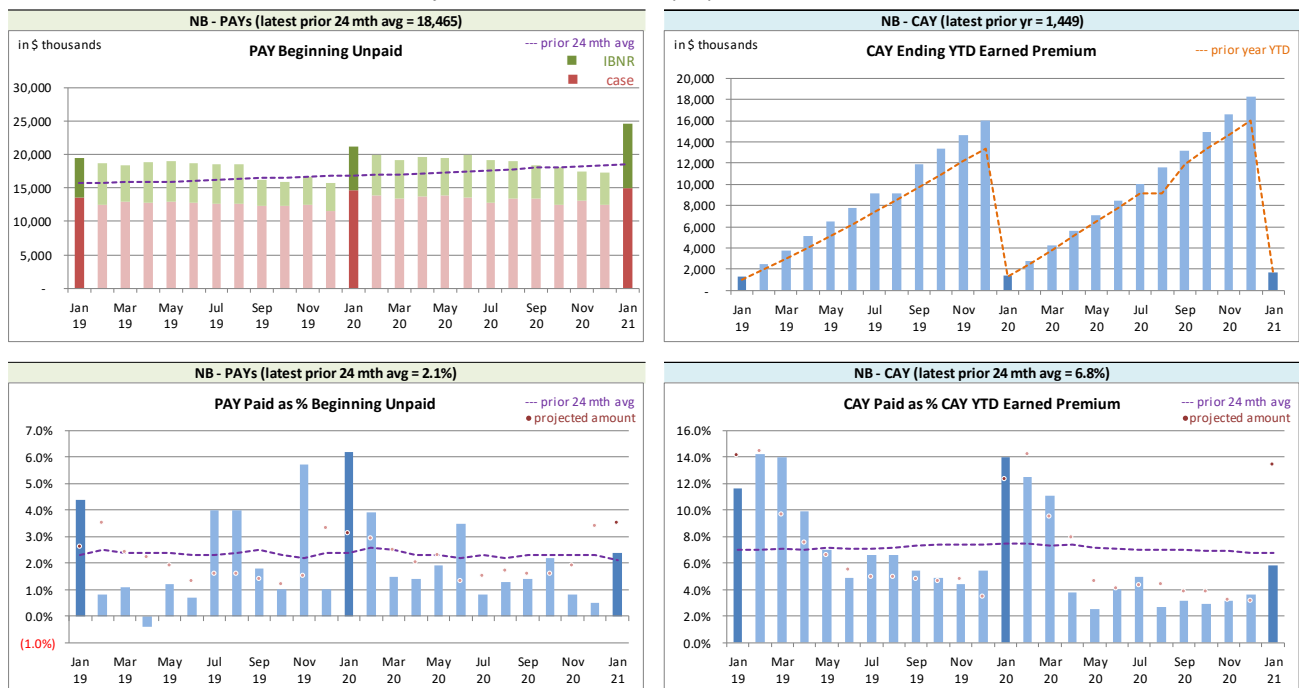 NB - PAYs (latest prior 24 mth avg = 18,465)
in $ thousands
PAY Beginning Unpaid
--- prior 24 mth avg
IBNR
case
30,000
25,000
20,000
15,000
10,000
5,000
-
Jan 19 Mar 19 May 19 Jul 19 Sep 19 Nov 19 Jan 20 Mar 20 May 20 Jul 20 Sep 20 Nov 20 Jan 21
NB - CAY (latest prior yr = 1,449)
in $ thousands
CAY Ending YTD Earned Premium
--- prior year YTD
20,000
18,000
16,000
14,000
12,000
10,000
8,000
6,000
4,000
2,000
-
Jan 19 Mar 19 May 19 Jul 19 Sep 19 Nov 19 Jan 20 Mar 20 May 20 Jul 20 Sep 20 Nov 20 Jan 21
NB - PAYs (latest prior 24 mth avg = 2.1%)
PAY Paid as % Beginning Unpaid
--- prior 24 mth avg
• projected amount
7.0%
6.0%
5.0%
4.0%
3.0%
2.0%
1.0%
0.0%
(1.0%)
Jan 19 Mar 19 May 19 Jul 19 Sep 19 Nov 19 Jan 20 Mar 20 May 20 Jul 20 Sep 20 Nov 20 Jan 21
NB - CAY (latest prior 24 mth avg = 6.8%)
CAY Paid as % CAY YTD Earned Premium
--- prior 24 mth avg
• projected amount
16.0%
14.0%
12.0%
10.0%
8.0%
6.0%
4.0%
2.0%
0.0%
Jan 19 Mar 19 May 19 Jul 19 Sep 19 Nov 19 Jan 20 Mar 20 May 20 Jul 20 Sep 20 Nov 20 Jan 21